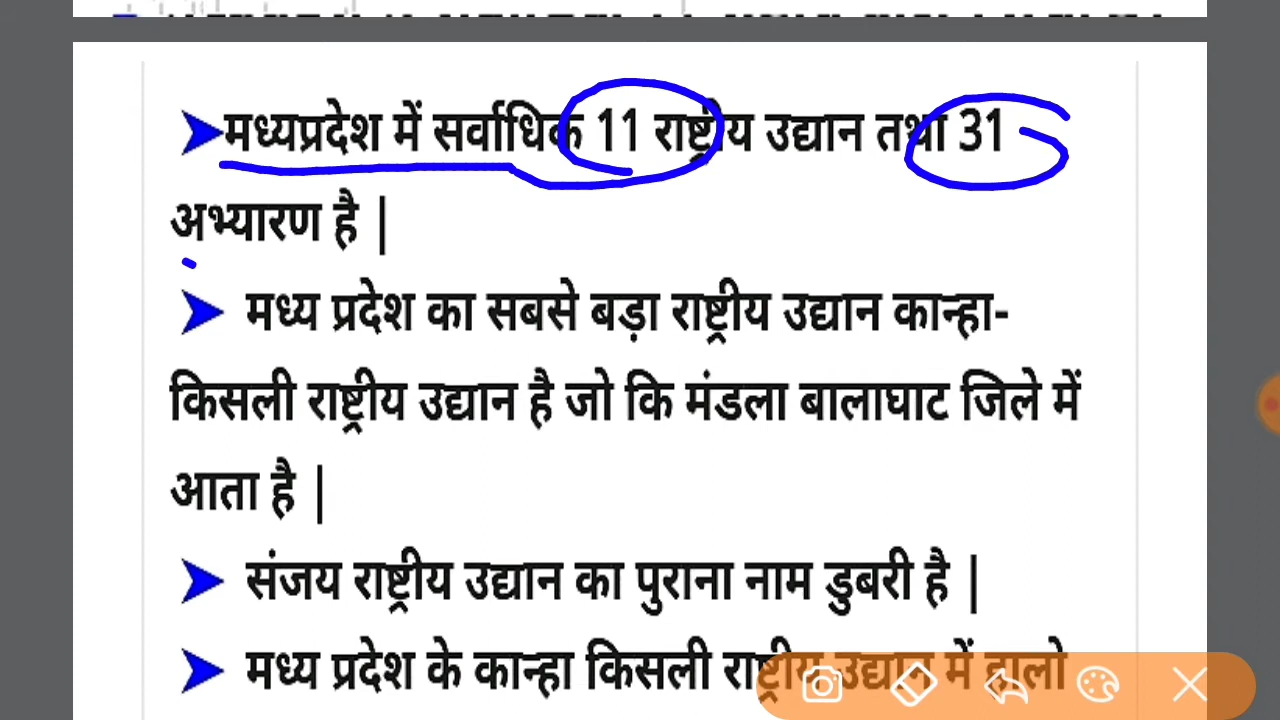 ➤मध्यप्रदेश में सर्वाधिक 11 राष्ट्रीय उद्यान तथा 31
अभ्यारण है |
➤ मध्य प्रदेश का सबसे बड़ा राष्ट्रीय उद्यान कान्हा-
किसली राष्ट्रीय उद्यान है जो कि मंडला बालाघाट जिले में
आता है |
➤ संजय राष्ट्रीय उद्यान का पुराना नाम डुबरी है |
➤ मध्य प्रदेश के कान्हा किसली राष्ट्रीय उद्यान में हालो